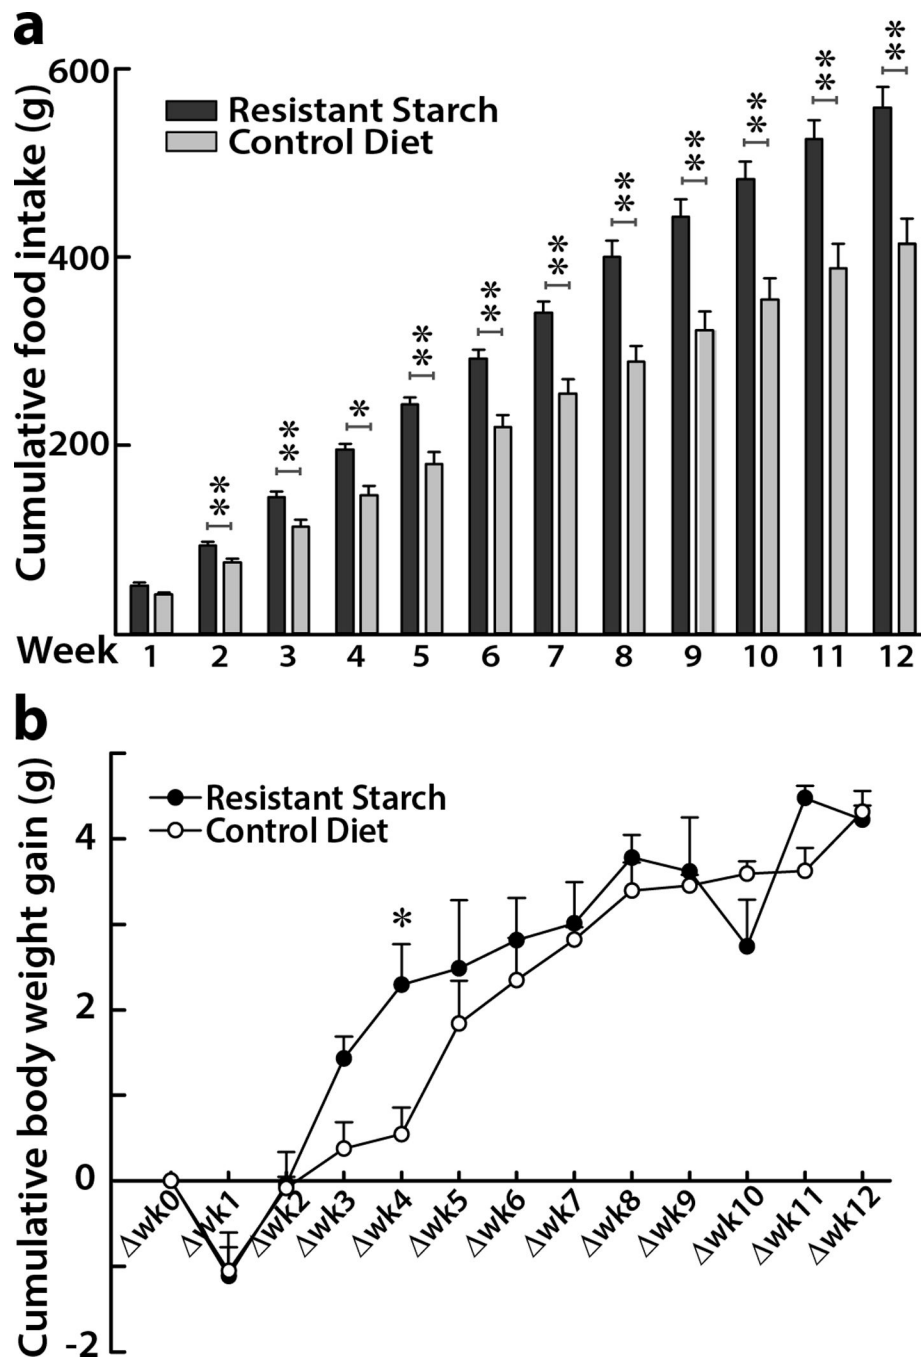 a
Cumulative food intake (g)
600
400
200
Resistant Starch
Control Diet
**
**
*
**
**
**
**
**
**
**
**
Week 1 2 3 4 5 6 7 8 9 10 11 12
b
Cumulative body weight gain (g)
4
2
0
-2
Resistant Starch
Control Diet
*
Δwk0 Δwk1 Δwk2 Δwk3 Δwk4 Δwk5 Δwk6 Δwk7 Δwk8 Δwk9 Δwk10 Δwk11 Δwk12